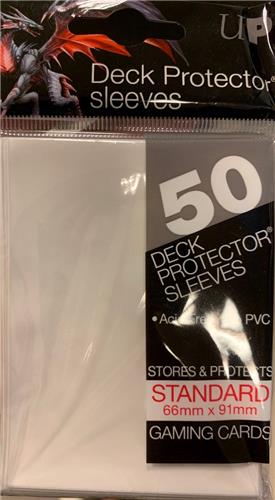 UP
Deck Protector®
sleeves
50
DECK
PROTECTOR®
SLEEVES
PVC
STORES & PROTECTS
STANDARD
66mm x 91mm
GAMING CARDS